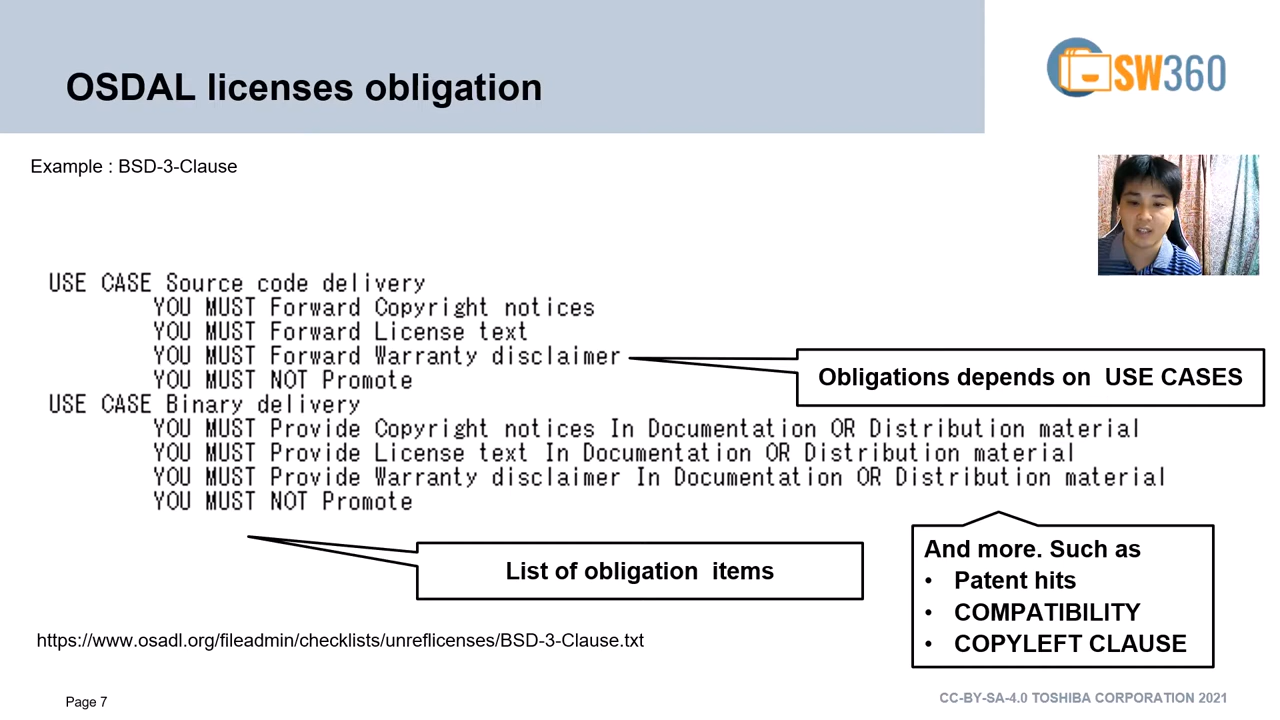 OSDAL licenses obligation
SW360
Example : BSD-3-Clause
USE CASE Source code delivery
YOU MUST Forward Copyright notices
YOU MUST Forward License text
YOU MUST Forward Warranty disclaimer
YOU MUST NOT Promote
USE CASE Binary delivery
YOU MUST Provide Copyright notices In Documentation OR Distribution material
YOU MUST Provide License text In Documentation OR Distribution material
YOU MUST Provide Warranty disclaimer In Documentation OR Distribution material
YOU MUST NOT Promote
Obligations depends on USE CASES
List of obligation items
And more. Such as
• Patent hits
• COMPATIBILITY
• COPYLEFT CLAUSE
https://www.osadl.org/fileadmin/checklists/unreflicenses/BSD-3-Clause.txt
Page 7
CC-BY-SA-4.0 TOSHIBA CORPORATION 2021